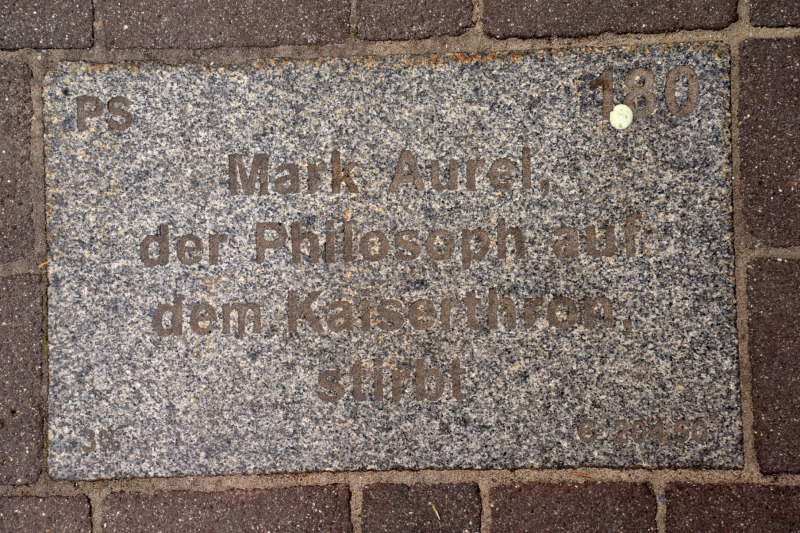 PS 180
Mark Aurel,
der Philosoph auf
dem Kaiserthron,
stirbt